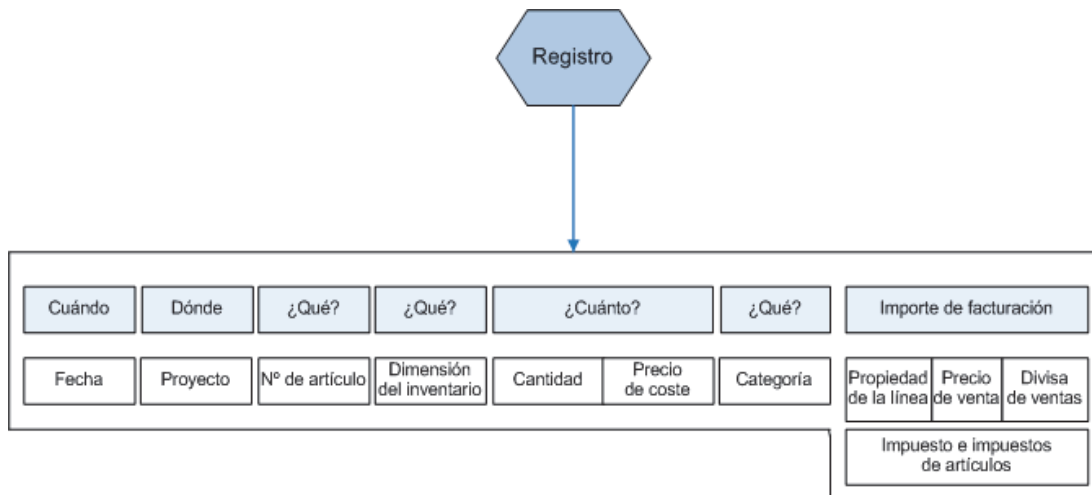 Registro
Cuándo
Dónde
¿Qué?
¿Qué?
¿Cuánto?
¿Qué?
Importe de facturación
Fecha
Proyecto
Nº de artículo
Dimensión
del inventario
Cantidad
Precio
de coste
Categoría
Propiedad
de la línea
Precio
de venta
Divisa
de ventas
Impuesto e impuestos
de artículos